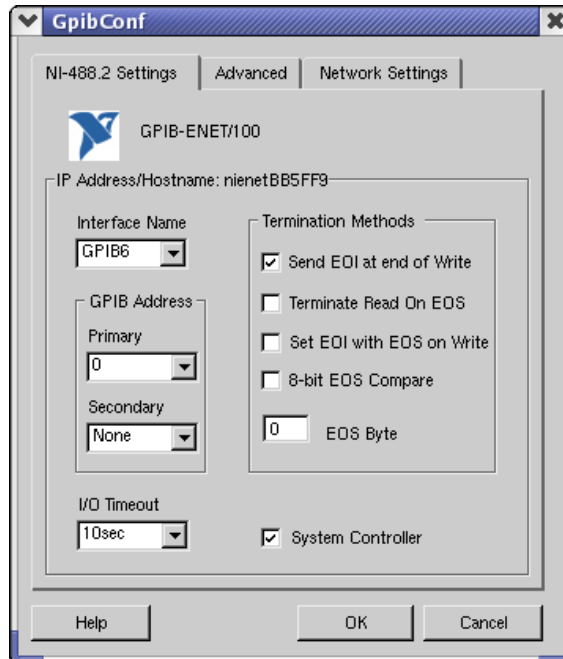 GpibConf
NI-488.2 Settings
Advanced
Network Settings
GPIB-ENET/100
IP Address/Hostname: nienetBB5FF9
Interface Name
GPIB6
GPIB Address
Primary
0
Secondary
None
I/O Timeout
10sec
Termination Methods
Send EOI at end of Write
Terminate Read On EOS
Set EOI with EOS on Write
8-bit EOS Compare
0 EOS Byte
System Controller
Help
OK
Cancel